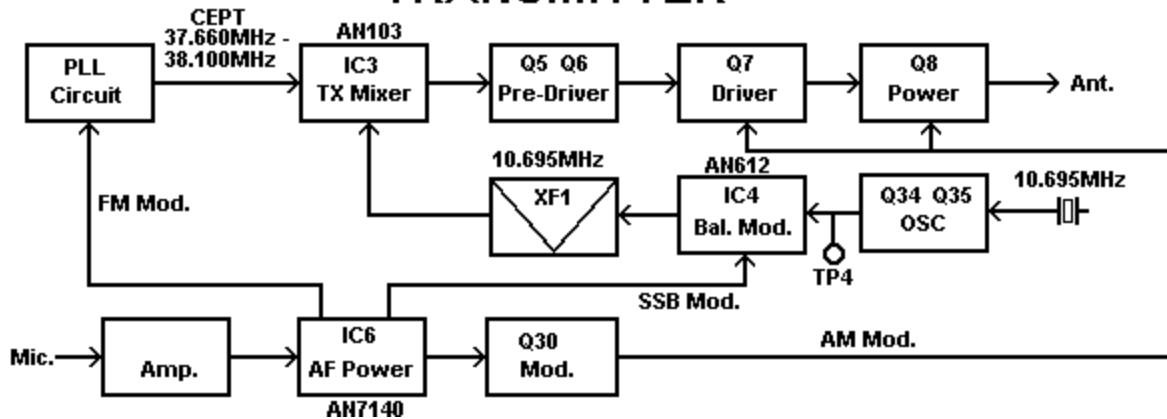 CEPT
37.660MHz -
38.100MHz
PLL
Circuit
AN103
IC3
TX Mixer
Q5 Q6
Pre-Driver
Q7
Driver
Q8
Power
Ant.
10.695MHz
XF1
AN612
IC4
Bal. Mod.
Q34 Q35
OSC
10.695MHz
TP4
FM Mod.
SSB Mod.
Mic.
Amp.
IC6
AF Power
AN7140
Q30
Mod.
AM Mod.